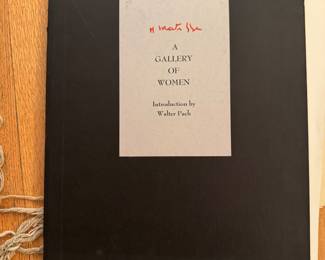 H Matisse
A
GALLERY
OF
WOMEN
Introduction by
Walter Pach